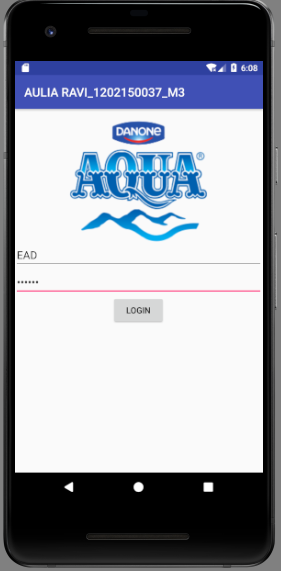 6:08
AULIA RAVI_1202150037_M3
DANONE
AQUA®
EAD
••••••
LOGIN